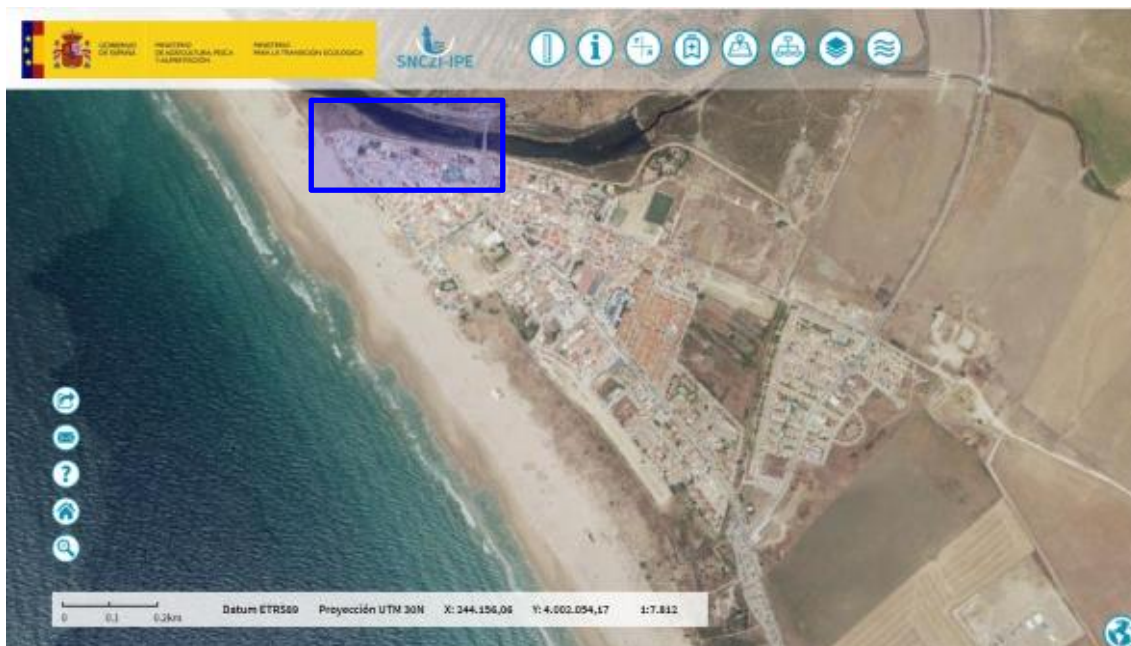 GOBIERNO
DE ESPAÑA
MINISTERIO
DE AGRICULTURA, PESCA
Y ALIMENTACIÓN
MINISTERIO
PARA LA TRANSICIÓN ECOLÓGICA
SNCZI-IPE
0 0.1 0.2km
Datum ETRS89 Proyección UTM 30N X: 244.156,06 Y: 4.002.054,17 1:7.812